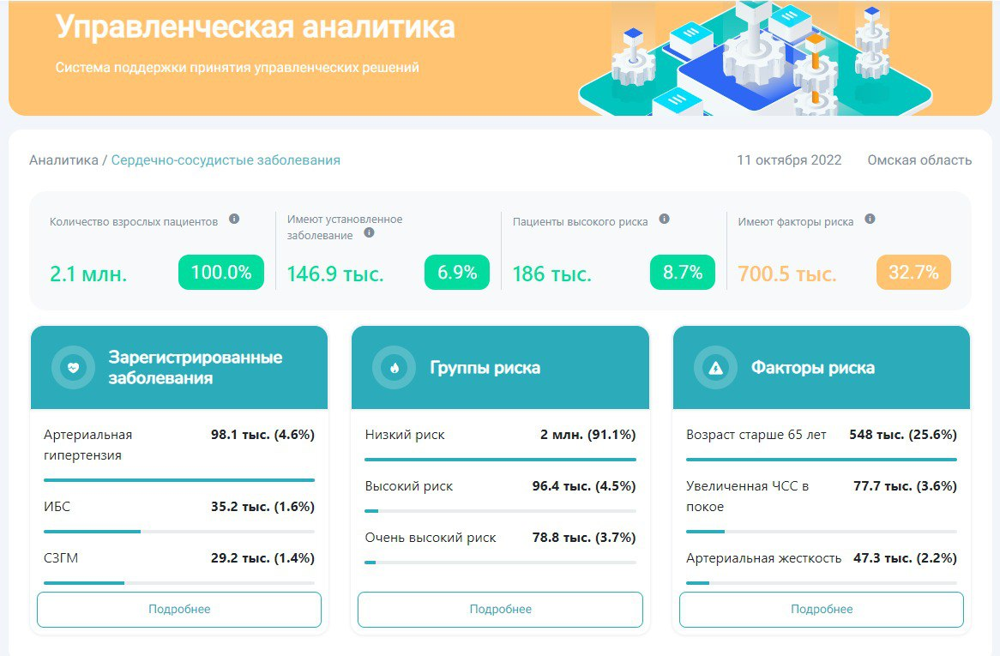 Управленческая аналитика
Система поддержки принятия управленческих решений
Аналитика / Сердечно-сосудистые заболевания
11 октября 2022
Омская область
Количество взрослых пациентов
2.1 млн.
100.0%
Имеют установленное
заболевание
146.9 тыс.
6.9%
Пациенты высокого риска
186 тыс.
8.7%
Имеют факторы риска
700.5 тыс.
32.7%
Зарегистрированные
заболевания
Артериальная
гипертензия
98.1 тыс. (4.6%)
ИБС
35.2 тыс. (1.6%)
СЗГМ
29.2 тыс. (1.4%)
Подробнее
Группы риска
Низкий риск
2 млн. (91.1%)
Высокий риск
96.4 тыс. (4.5%)
Очень высокий риск
78.8 тыс. (3.7%)
Подробнее
Факторы риска
Возраст старше 65 лет
548 тыс. (25.6%)
Увеличенная ЧСС в
покое
77.7 тыс. (3.6%)
Артериальная жесткость
47.3 тыс. (2.2%)
Подробнее